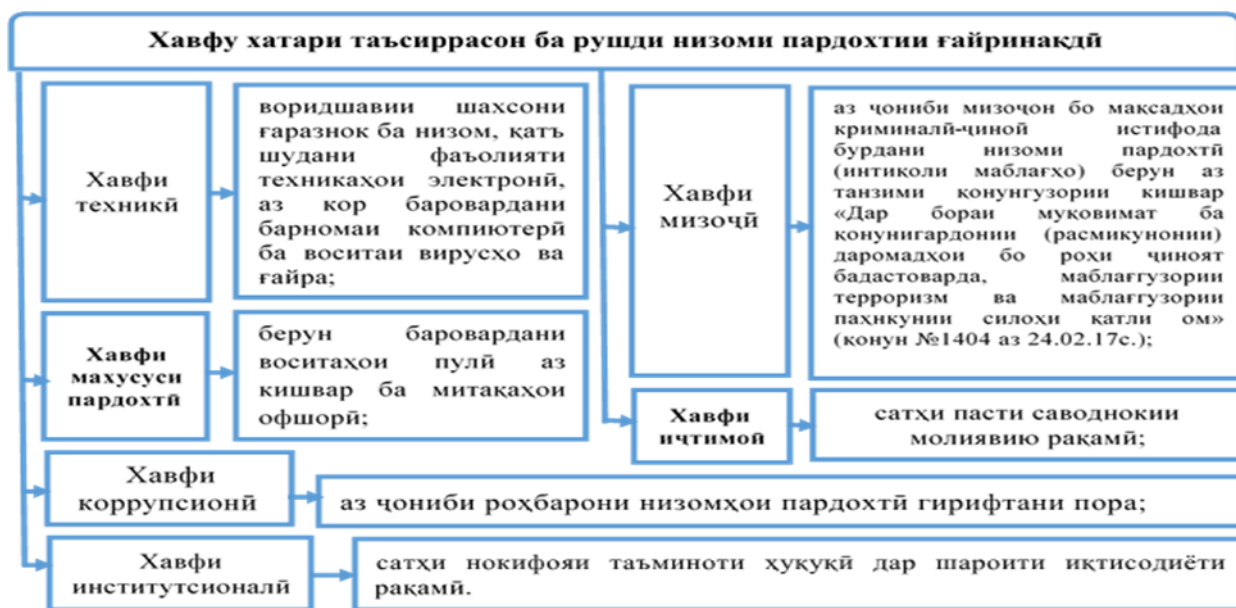 Хавфу хатари таъсиррасон ба рушди низоми пардохтии ғайринақдӣ
Хавфи
техникӣ
воридшавии шахсони
ғаразнок ба низом, қатъ
шудани фаъолияти
техникаҳои электронӣ,
аз кор баровардани
барномаи компиютерӣ
ба воситаи вирусҳо ва
ғайра;
Хавфи
махусуси
пардохтӣ
берун баровардани
воситаҳои пулӣ аз
кишвар ба митақаҳои
офшорӣ;
Хавфи
мизоҷӣ
аз ҷониби мизоҷон бо мақсадҳои
криминалӣ-ҷиноӣ истифода
бурдани низоми пардохтӣ
(интиқоли маблағҳо) берун аз
танзими қонунгузории кишвар
«Дар бораи муқовимат ба
қонунигардонии (расмикунонии)
даромадҳои бо роҳи ҷиноят
бадастоварда, маблағгузории
терроризм ва маблағгузории
паҳнкунии силоҳи қатли ом»
(қонун №1404 аз 24.02.17с.);
Хавфи
иҷтимоӣ
сатҳи пасти саводнокии
молиявию рақамӣ;
Хавфи
коррупсионӣ
аз ҷониби роҳбарони низомҳои пардохтӣ гирифтани пора;
Хавфи
институтсионалӣ
сатҳи нокифояи таъминоти ҳуқуқӣ дар шароити иқтисодиёти
рақамӣ.